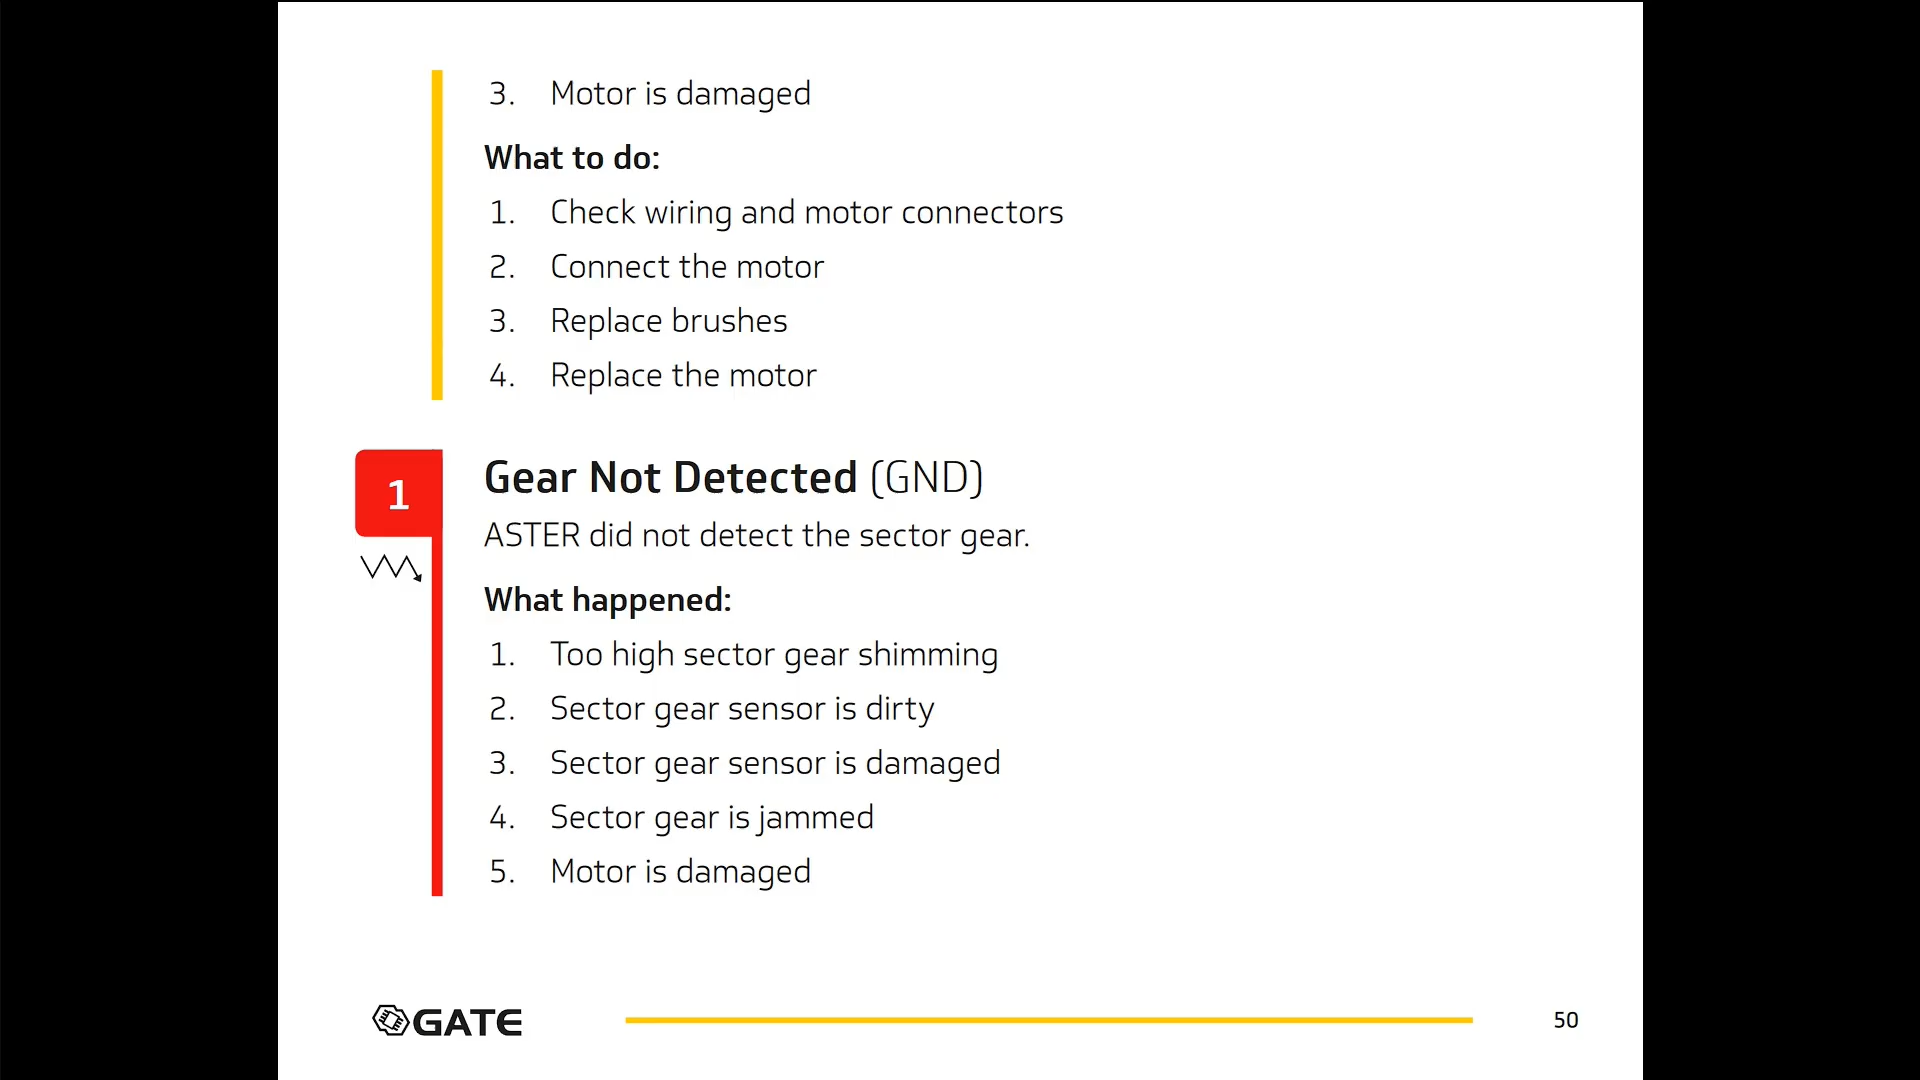 3. Motor is damaged
What to do:
1. Check wiring and motor connectors
2. Connect the motor
3. Replace brushes
4. Replace the motor
1
Gear Not Detected (GND)
ASTER did not detect the sector gear.
What happened:
1. Too high sector gear shimming
2. Sector gear sensor is dirty
3. Sector gear sensor is damaged
4. Sector gear is jammed
5. Motor is damaged
GATE
50